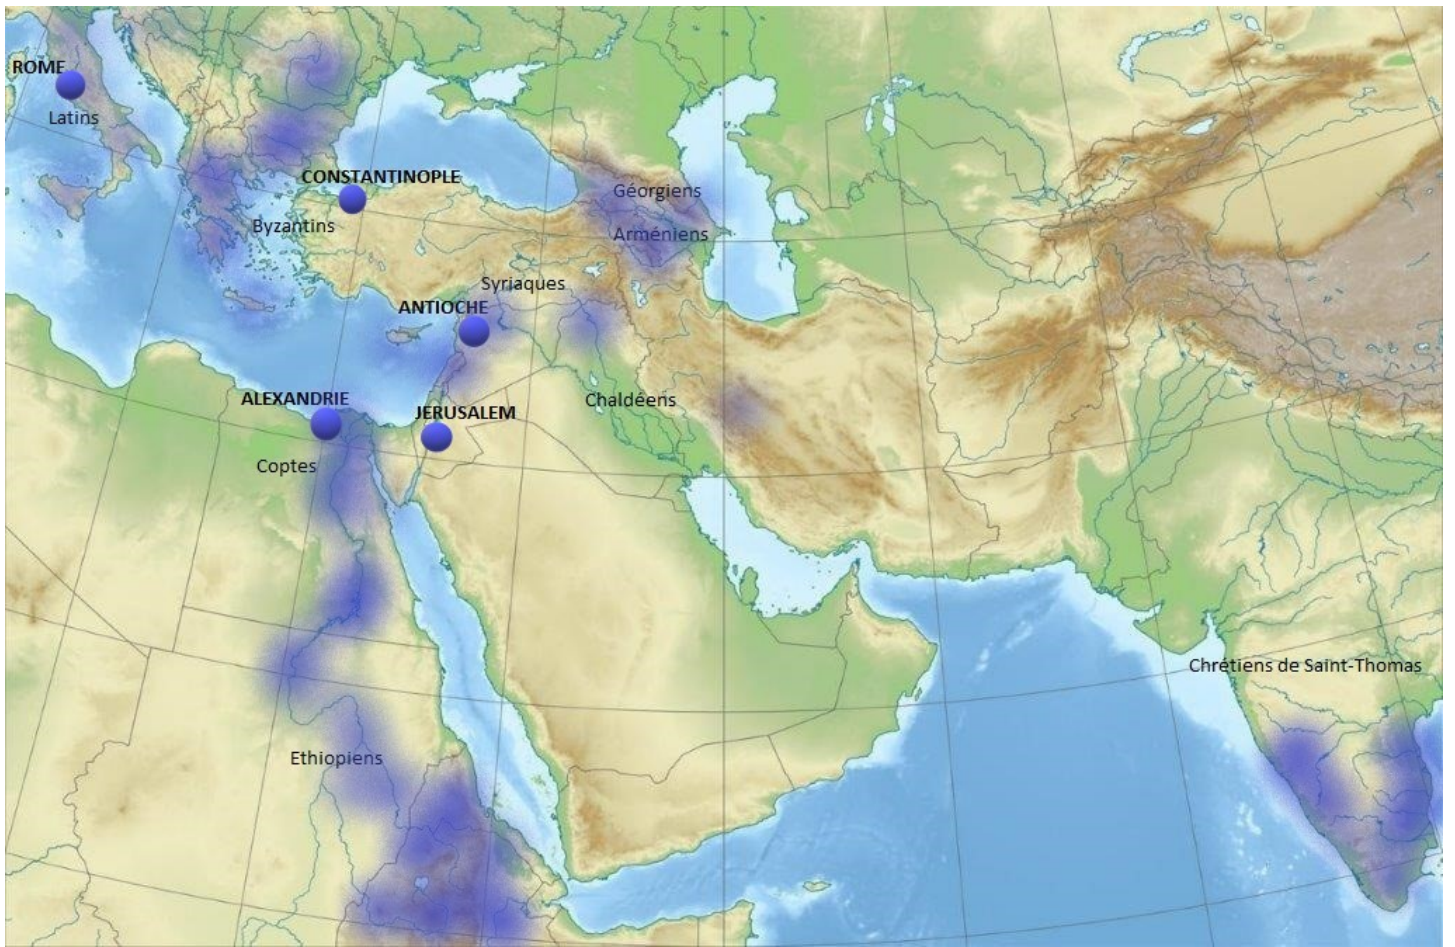 ROME
Latins
CONSTANTINOPLE
Byzantins
Géorgiens
Arméniens
Syriaques
ANTIOCHE
ALEXANDRIE
JERUSALEM
Chaldéens
Coptes
Chrétiens de Saint-Thomas
Ethiopiens